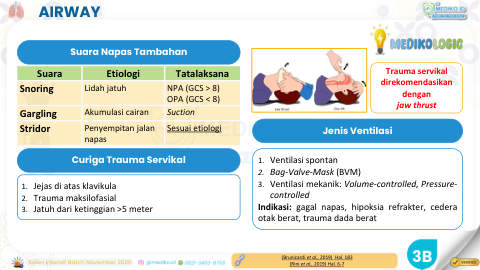 AIRWAY
MEDIKO.ID
Suara Napas Tambahan
Suara Etiologi Tatalaksana
Snoring Lidah jatuh NPA (GCS > 8)
OPA (GCS < 8)
Gargling Akumulasi cairan Suction
Stridor Penyempitan jalan napas Sesuai etiologi
Curiga Trauma Servikal
1. Jejas di atas klavikula
2. Trauma maksilofasial
3. Jatuh dari ketinggian >5 meter
MEDIKOLOGIC
Trauma servikal
direkomendasikan
dengan
jaw thrust
Jenis Ventilasi
1. Ventilasi spontan
2. Bag-Valve-Mask (BVM)
3. Ventilasi mekanik: Volume-controlled, Pressure-
controlled
Indikasi: gagal napas, hipoksia refrakter, cedera
otak berat, trauma dada berat
3B